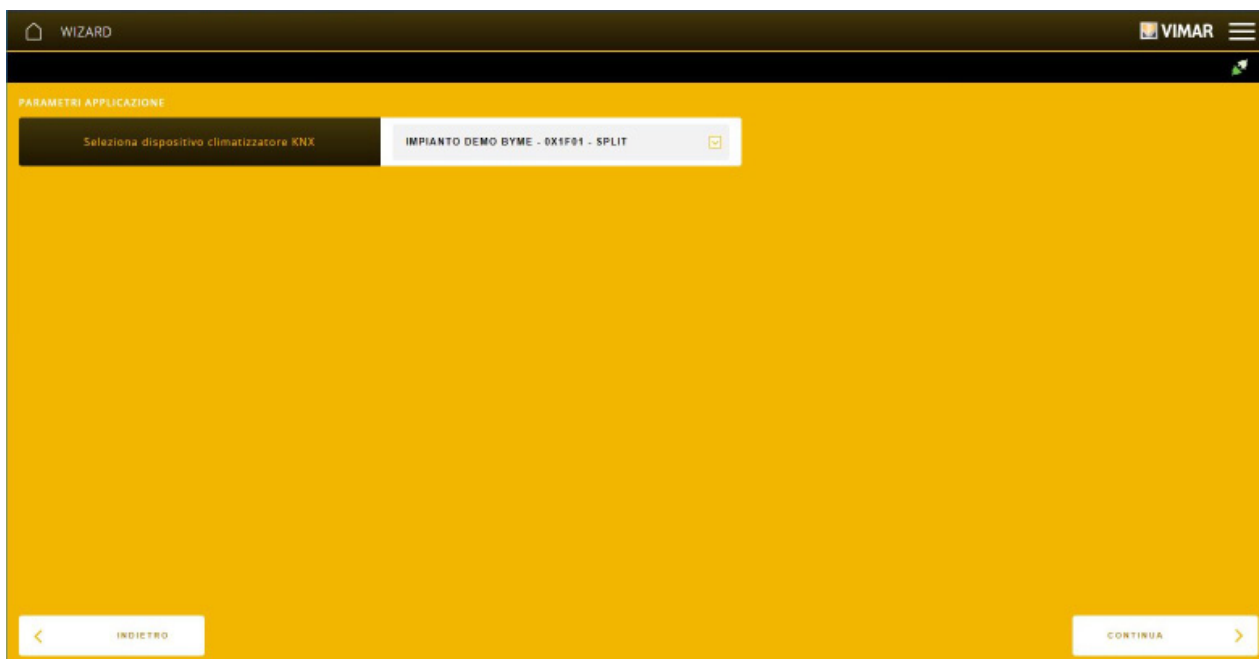 WIZARD
VIMAR
PARAMETRI APPLICAZIONE
Seleziona dispositivo climatizzatore KNX
IMPIANTO DEMO BYME - 0X1F01 - SPLIT
INDIETRO
CONTINUA